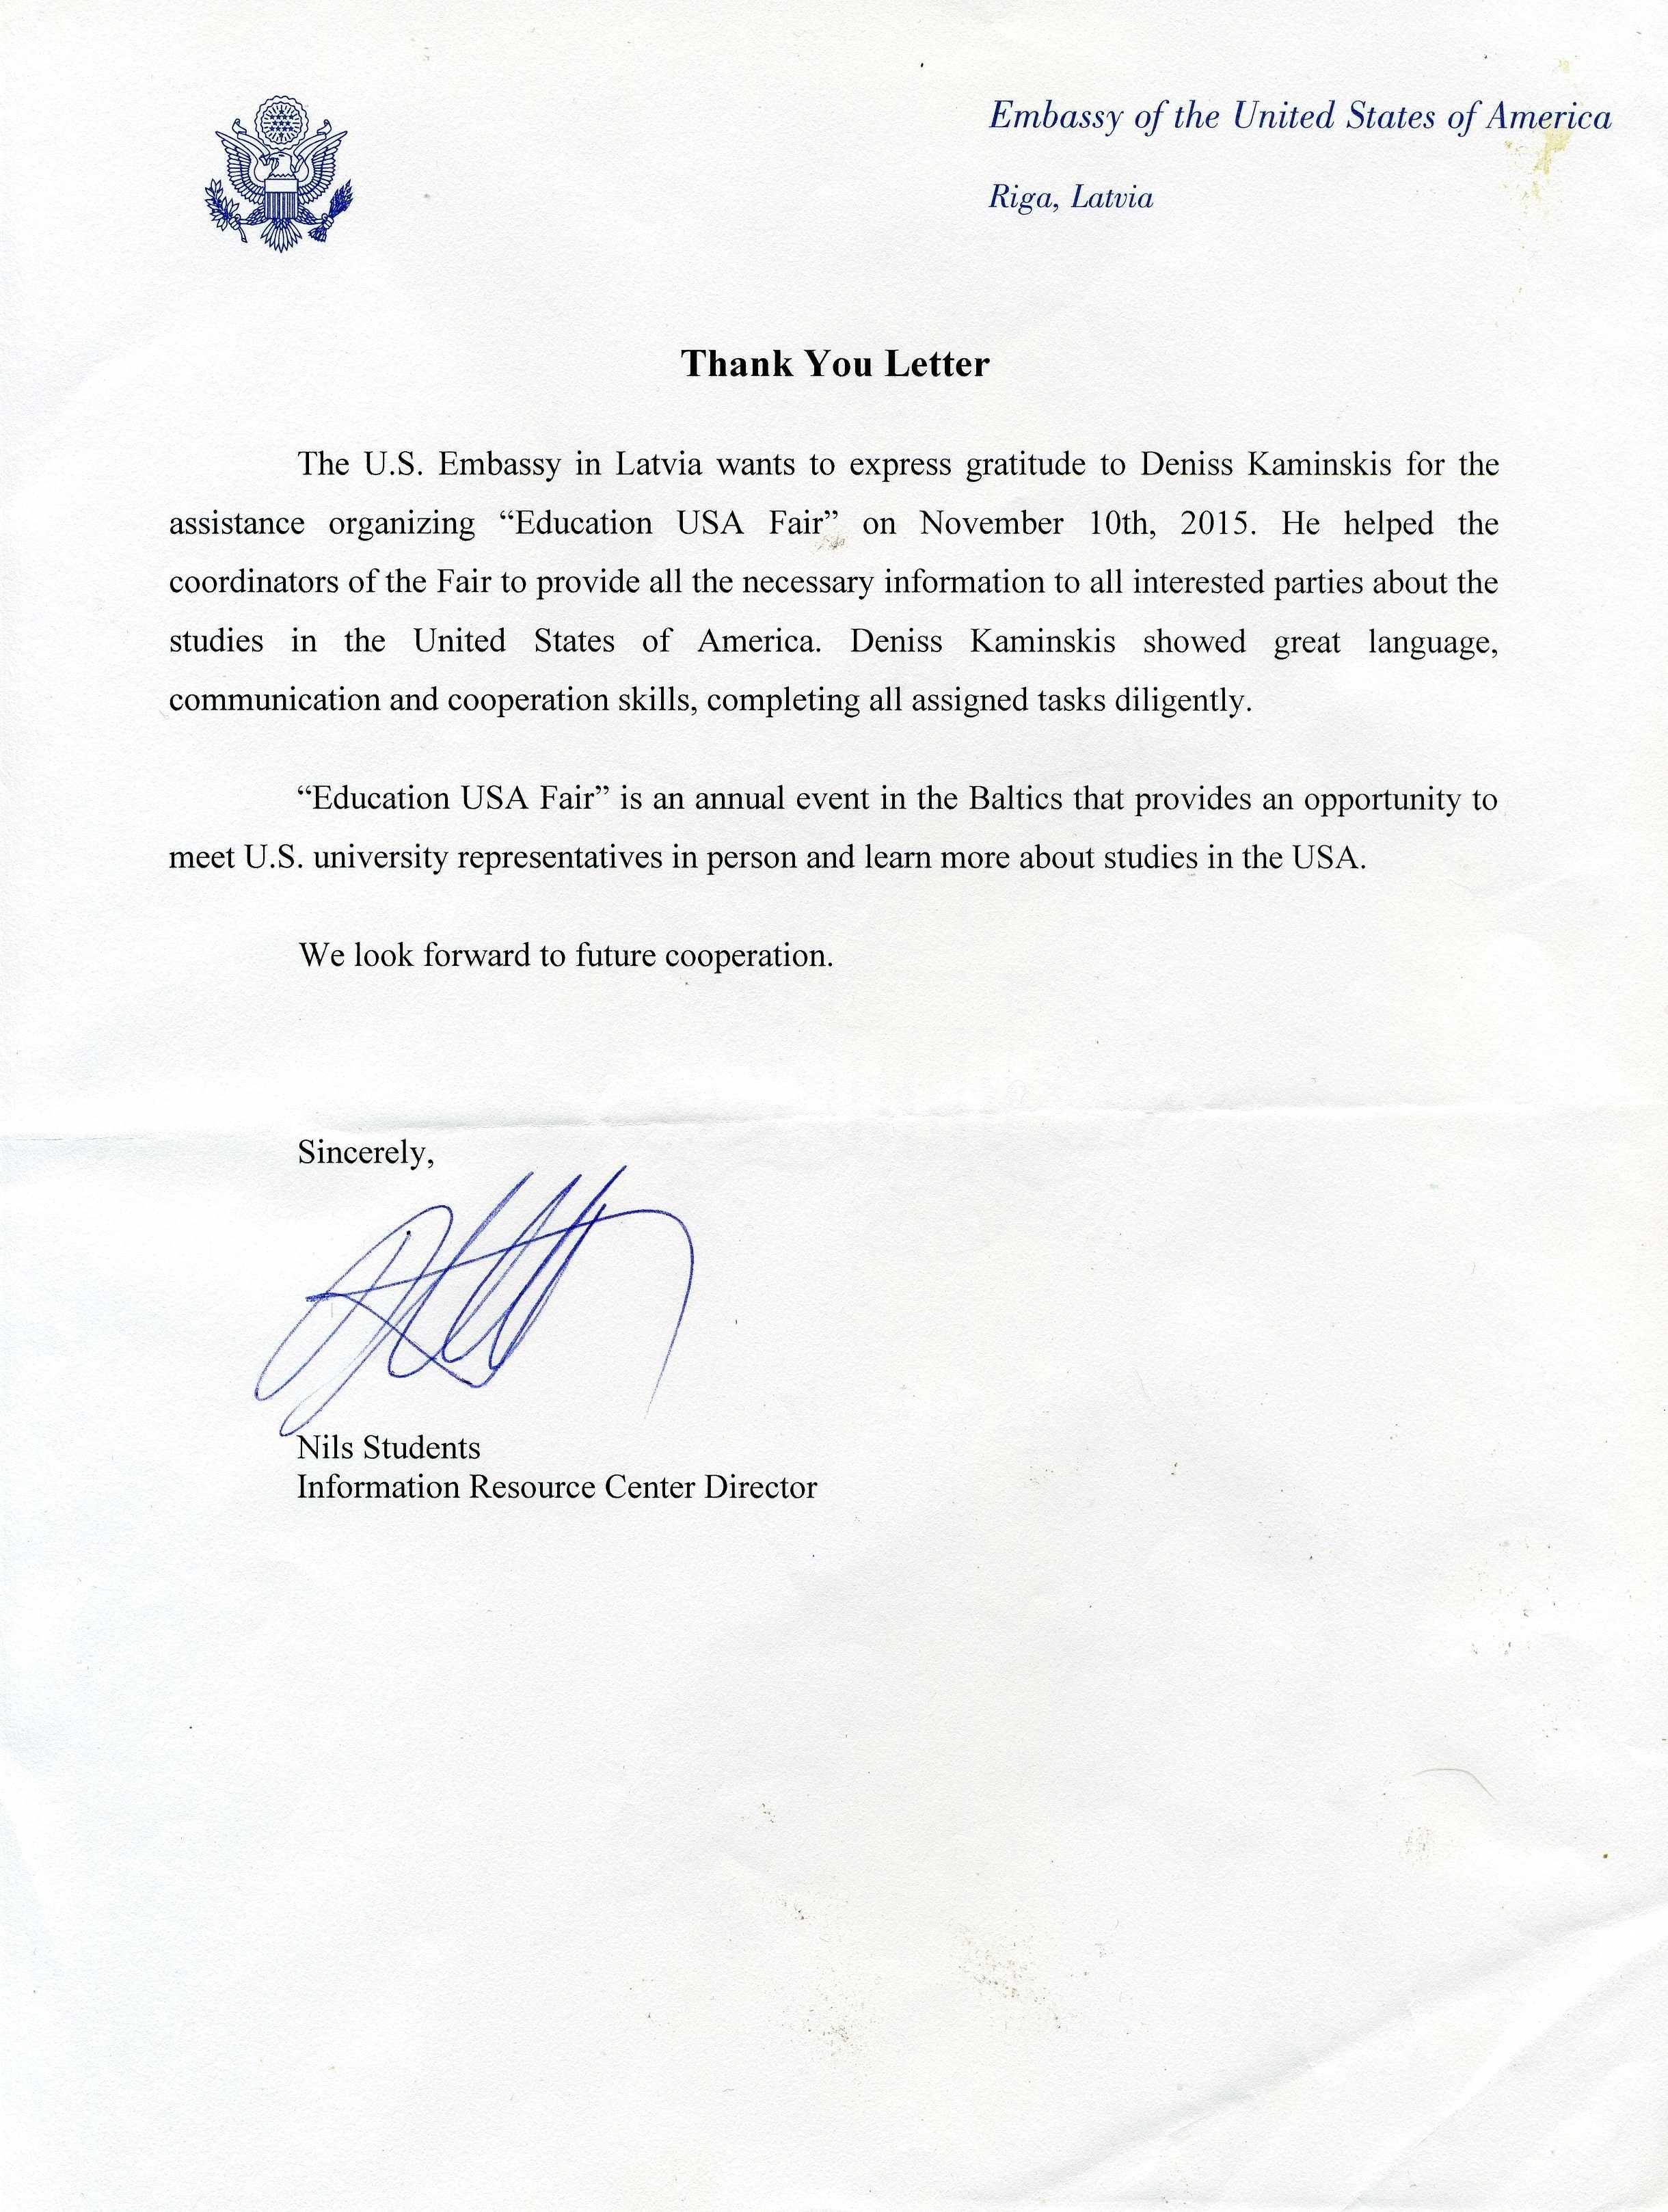 Embassy of the United States of America
Riga, Latvia
Thank You Letter
The U.S. Embassy in Latvia wants to express gratitude to Deniss Kaminskis for the
assistance organizing “Education USA Fair” on November 10th, 2015. He helped the
coordinators of the Fair to provide all the necessary information to all interested parties about the
studies in the United States of America. Deniss Kaminskis showed great language,
communication and cooperation skills, completing all assigned tasks diligently.
“Education USA Fair” is an annual event in the Baltics that provides an opportunity to
meet U.S. university representatives in person and learn more about studies in the USA.
We look forward to future cooperation.
Sincerely,
Nils Students
Information Resource Center Director